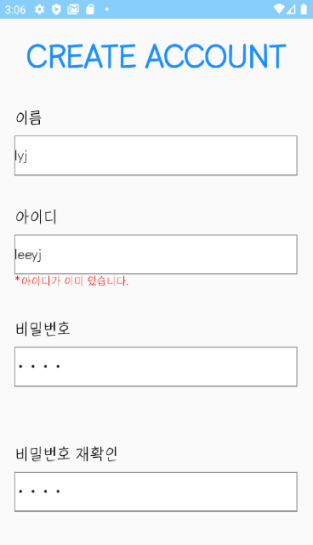 3:06
CREATE ACCOUNT
이름
lyj
아이디
leeyj
*아이디가 이미 있습니다.
비밀번호
••••
비밀번호 재확인
••••